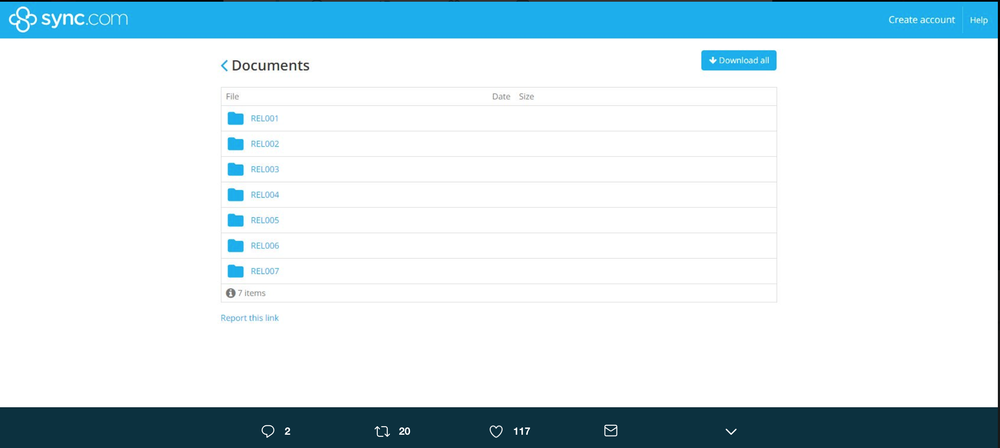 sync.com
Create account
Help
Documents
Download all
File Date Size
REL001
REL002
REL003
REL004
REL005
REL006
REL007
7 items
Report this link
2 20 117